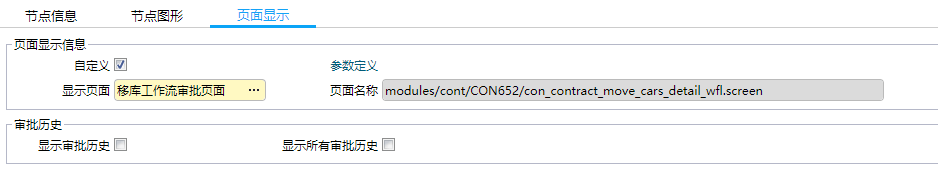 节点信息 节点图形 页面显示
页面显示信息
自定义 参数定义
显示页面 移库工作流审批页面 ··· 页面名称 modules/cont/CON652/con_contract_move_cars_detail_wfl.screen
审批历史
显示审批历史 显示所有审批历史